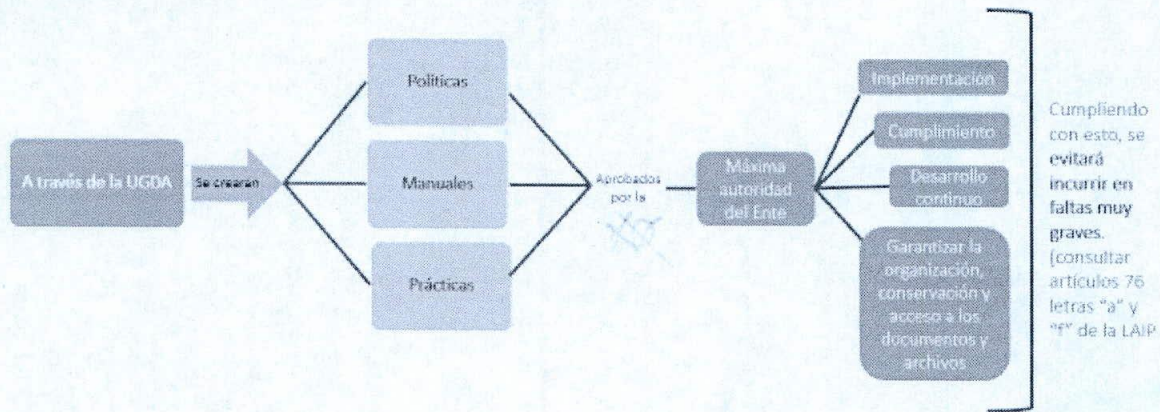 A través de la UGDA
Se crearan
Políticas
Manuales
Prácticas
Aprobados
por la
Máxima
autoridad
del Ente
Implementación
Cumplimiento
Desarrollo
continuo
Garantizar la
organización,
conservación y
acceso a los
documentos y
archivos
Cumpliendo
con esto, se
evitará
incurrir en
faltas muy
graves.
(consultar
artículos 76
letras "a" y
"f" de la LAIP